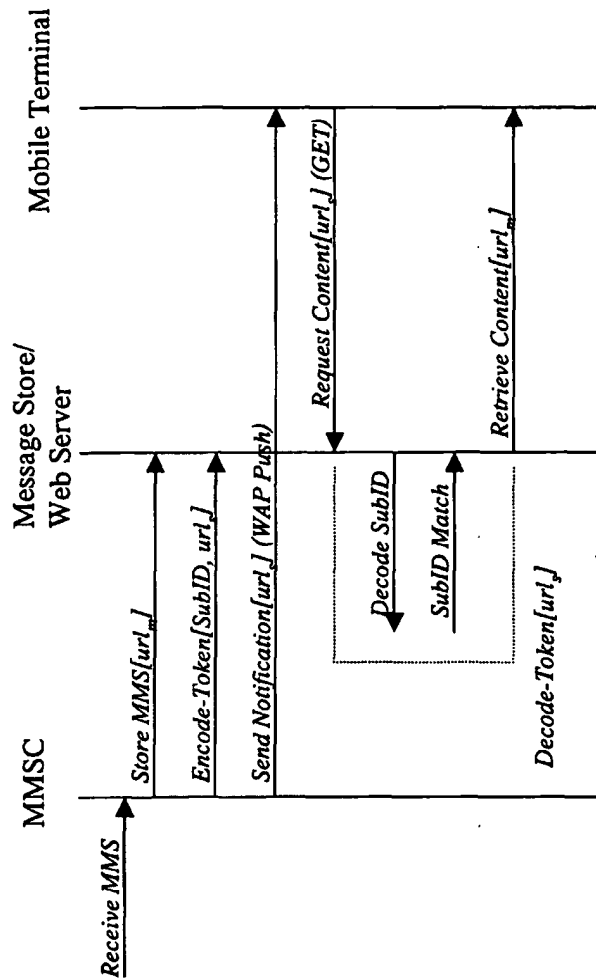 MMSC
Message Store/
Web Server
Mobile Terminal
Receive MMS
Store MMS[url_m]
Encode-Token[SubID, url_s]
Send Notification[url_s] (WAP Push)
Request Content[url_s] (GET)
Decode SubID
SubID Match
Retrieve Content[url_m]
Decode-Token[url_s]